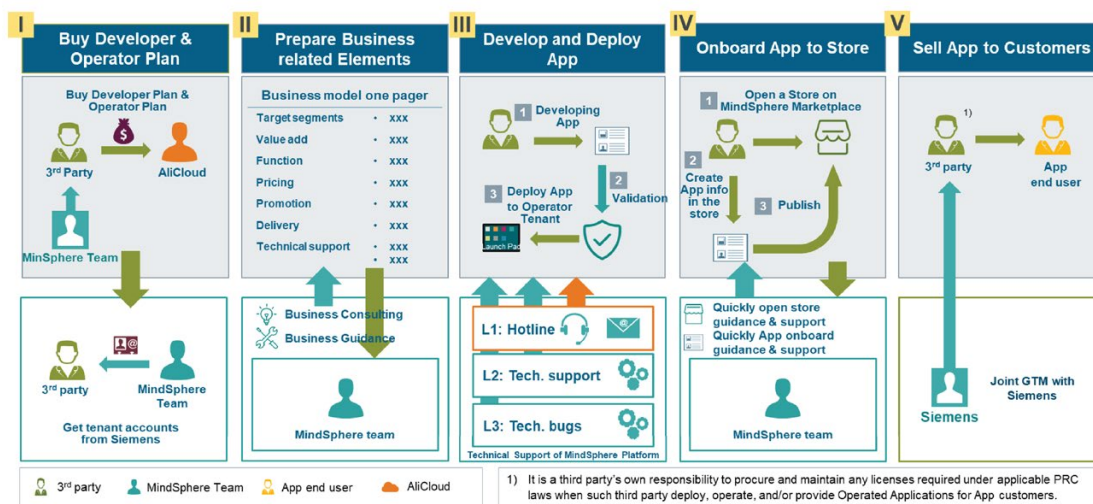 I
Buy Developer &
Operator Plan
Buy Developer Plan &
Operator Plan
$
3rd Party
AliCloud
MinSphere Team
3rd party
MindSphere
Team
Get tenant accounts
from Siemens
II
Prepare Business
related Elements
Business model one pager
Target segments • xxx
Value add • xxx
Function • xxx
Pricing • xxx
Promotion • xxx
Delivery • xxx
Technical support • xxx
• xxx
Business Consulting
Business Guidance
MindSphere team
III
Develop and Deploy
App
1 Developing
App
2
Validation
3 Deploy App
to Operator
Tenant
Launch Pad
L1: Hotline
L2: Tech. support
L3: Tech. bugs
Technical Support of MindSphere Platform
IV
Onboard App to Store
1 Open a Store on
MindSphere Marketplace
2
Create
App info
in the
store
3 Publish
Quickly open store
guidance & support
Quickly App onboard
guidance & support
MindSphere team
V
Sell App to Customers
1)
3rd party
App
end user
Siemens
Joint GTM with
Siemens
3rd party
MindSphere Team
App end user
AliCloud
1) It is a third party's own responsibility to procure and maintain any licenses required under applicable PRC
laws when such third party deploy, operate, and/or provide Operated Applications for App customers.